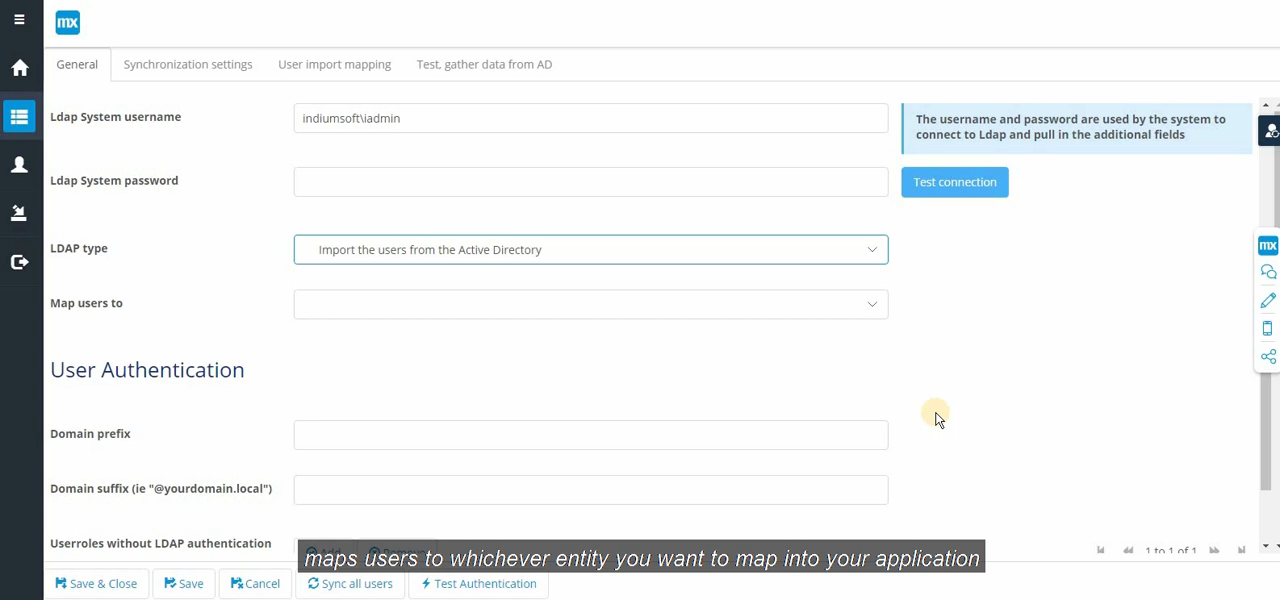 mx
General
Synchronization settings
User import mapping
Test, gather data from AD
Ldap System username
indiumsoft\iadmin
The username and password are used by the system to
connect to Ldap and pull in the additional fields
Ldap System password
Test connection
LDAP type
Import the users from the Active Directory
mx
Map users to
User Authentication
Domain prefix
Domain suffix (ie "@yourdomain.local")
Userroles without LDAP authentication
1 to 1 of 1
maps users to whichever entity you want to map into your application
Save & Close
Save
Cancel
Sync all users
Test Authentication